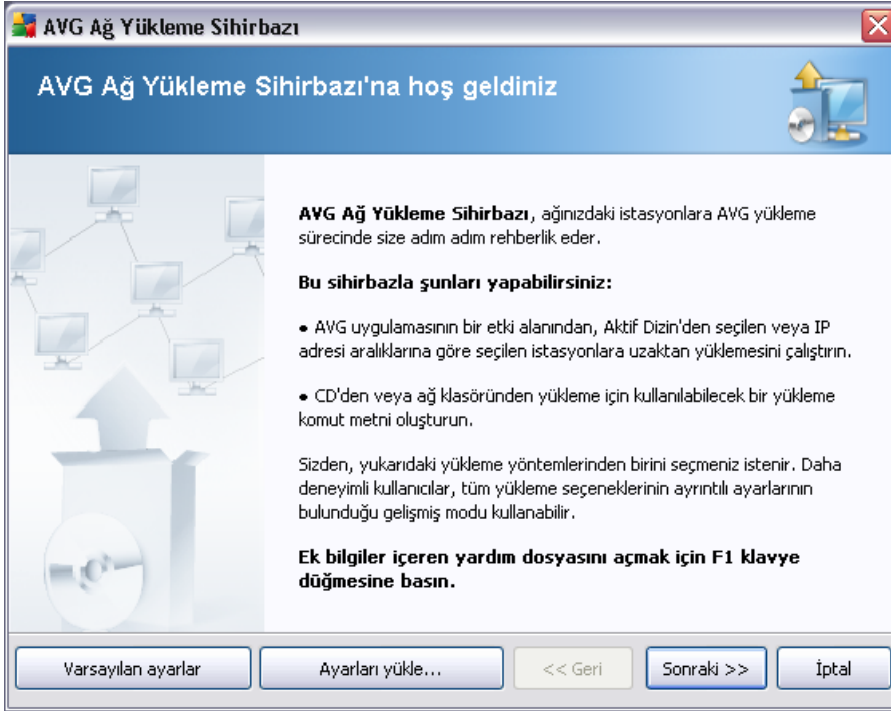 AVG Ağ Yükleme Sihirbazı
AVG Ağ Yükleme Sihirbazı'na hoş geldiniz
AVG Ağ Yükleme Sihirbazı, ağınızdaki istasyonlara AVG yükleme
sürecinde size adım adım rehberlik eder.
Bu sihirbazla şunları yapabilirsiniz:
• AVG uygulamasının bir etki alanından, Aktif Dizin'den seçilen veya IP
adresi aralıklarına göre seçilen istasyonlara uzaktan yüklemesini çalıştırın.
• CD'den veya ağ klasöründen yükleme için kullanılabilecek bir yükleme
komut metni oluşturun.
Sizden, yukarıdaki yükleme yöntemlerinden birini seçmeniz istenir. Daha
deneyimli kullanıcılar, tüm yükleme seçeneklerinin ayrıntılı ayarlarının
bulunduğu gelişmiş modu kullanabilir.
Ek bilgiler içeren yardım dosyasını açmak için F1 klavye
düğmesine basın.
Varsayılan ayarlar
Ayarları yükle...
<< Geri
Sonraki >>
İptal